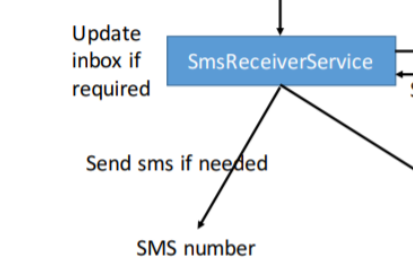 Update
inbox if
required
SmsReceiverService
Send sms if needed
SMS number